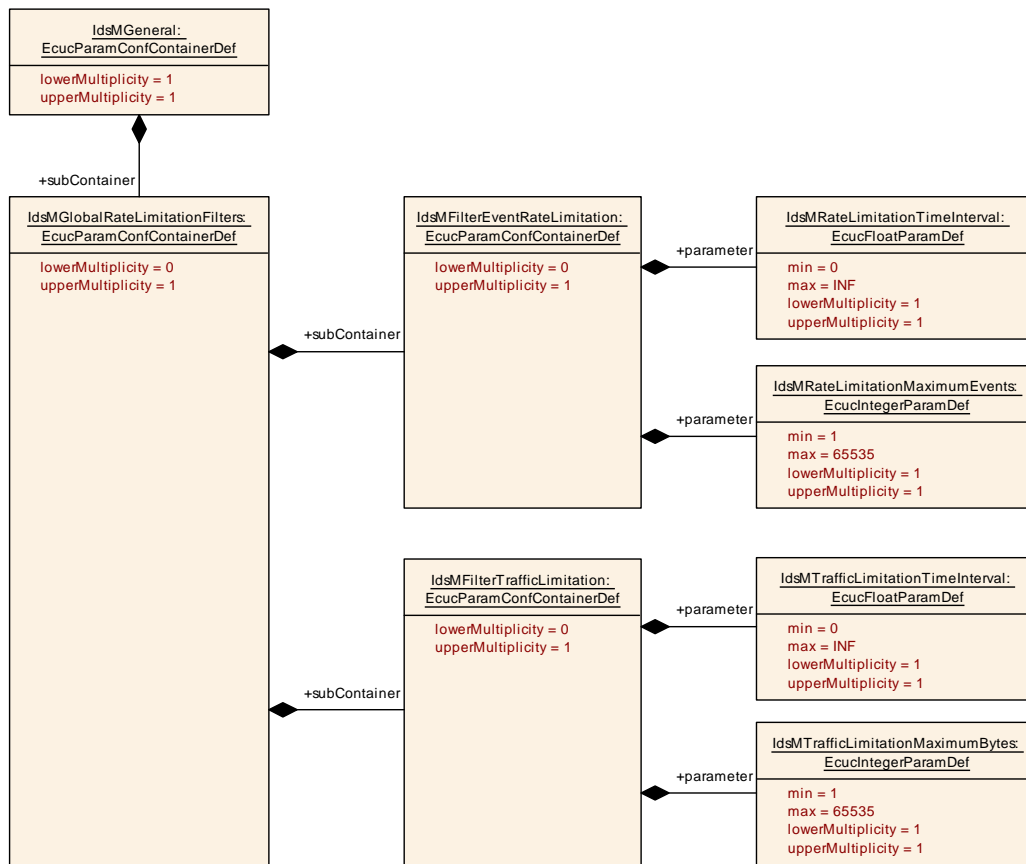 IdsMGeneral:
EcucParamConfContainerDef
lowerMultiplicity = 1
upperMultiplicity = 1
+subContainer
IdsMGlobalRateLimitationFilters:
EcucParamConfContainerDef
lowerMultiplicity = 0
upperMultiplicity = 1
+subContainer
IdsMFilterEventRateLimitation:
EcucParamConfContainerDef
lowerMultiplicity = 0
upperMultiplicity = 1
+parameter
IdsMRateLimitationTimeInterval:
EcucFloatParamDef
min = 0
max = INF
lowerMultiplicity = 1
upperMultiplicity = 1
+parameter
IdsMRateLimitationMaximumEvents:
EcucIntegerParamDef
min = 1
max = 65535
lowerMultiplicity = 1
upperMultiplicity = 1
+subContainer
IdsMFilterTrafficLimitation:
EcucParamConfContainerDef
lowerMultiplicity = 0
upperMultiplicity = 1
+parameter
IdsMTrafficLimitationTimeInterval:
EcucFloatParamDef
min = 0
max = INF
lowerMultiplicity = 1
upperMultiplicity = 1
+parameter
IdsMTrafficLimitationMaximumBytes:
EcucIntegerParamDef
min = 1
max = 65535
lowerMultiplicity = 1
upperMultiplicity = 1